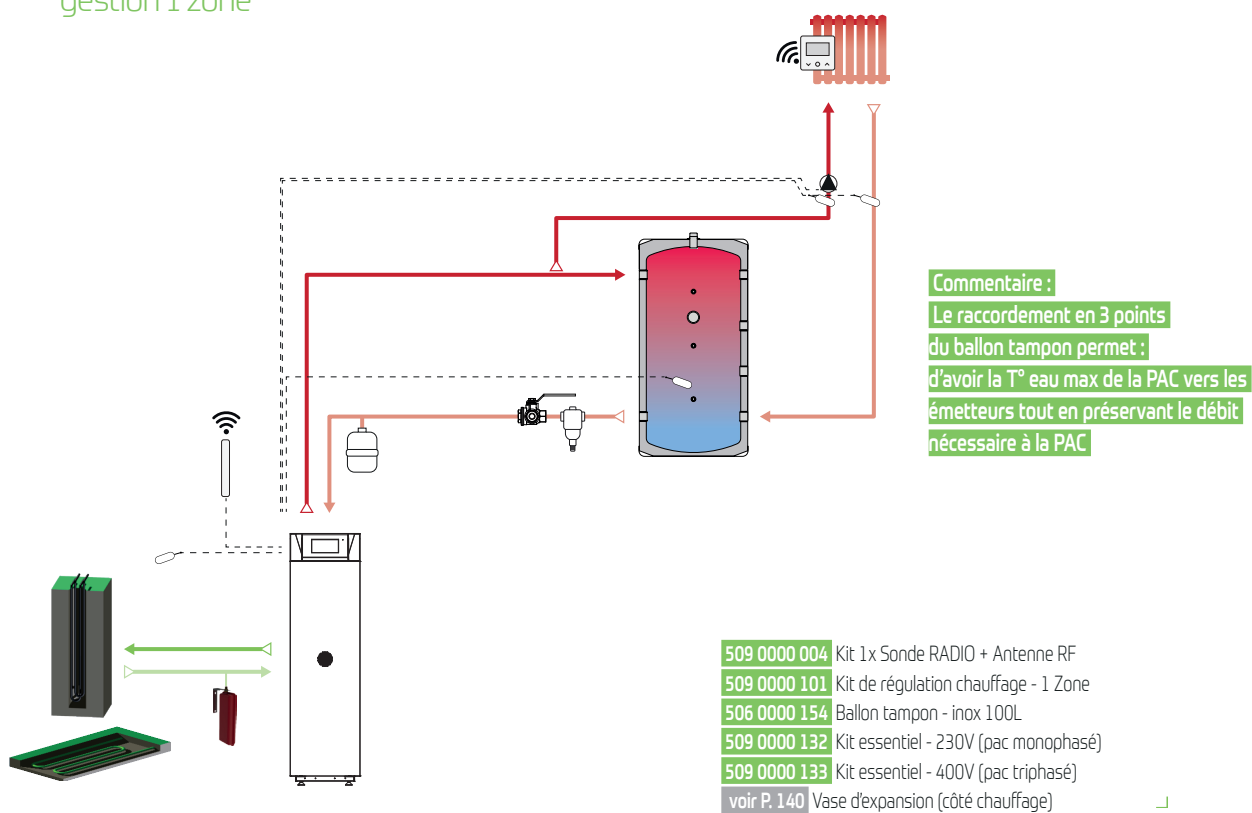 gestion 1 zone
Commentaire :
Le raccordement en 3 points
du ballon tampon permet :
d'avoir la T° eau max de la PAC vers les
émetteurs tout en préservant le débit
nécessaire à la PAC
509 0000 004 Kit 1x Sonde RADIO + Antenne RF
509 0000 101 Kit de régulation chauffage - 1 Zone
506 0000 154 Ballon tampon - inox 100L
509 0000 132 Kit essentiel - 230V (pac monophasé)
509 0000 133 Kit essentiel - 400V (pac triphasé)
voir P. 140 Vase d'expansion (côté chauffage)